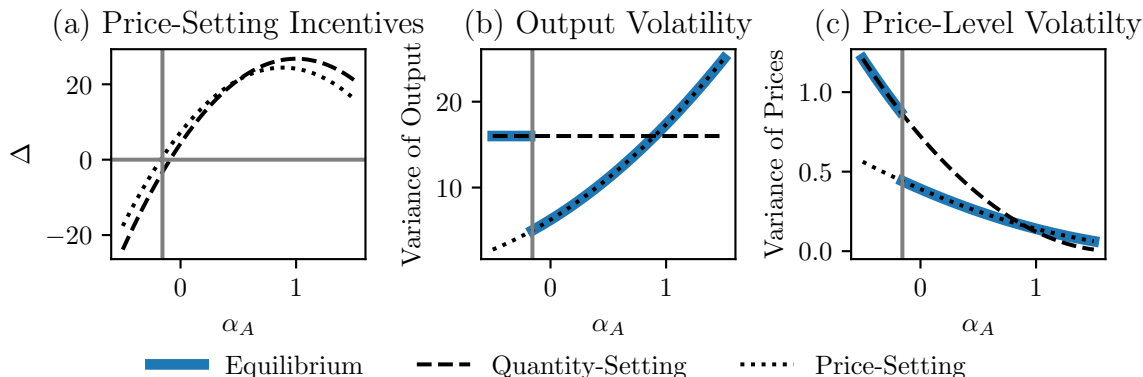 (a) Price-Setting Incentives
(b) Output Volatility
(c) Price-Level Volatilty
Δ
20
0
−20
0
1
α_A
Variance of Output
20
10
0
1
α_A
Variance of Prices
1.0
0.5
0.0
0
1
α_A
Equilibrium
Quantity-Setting
Price-Setting